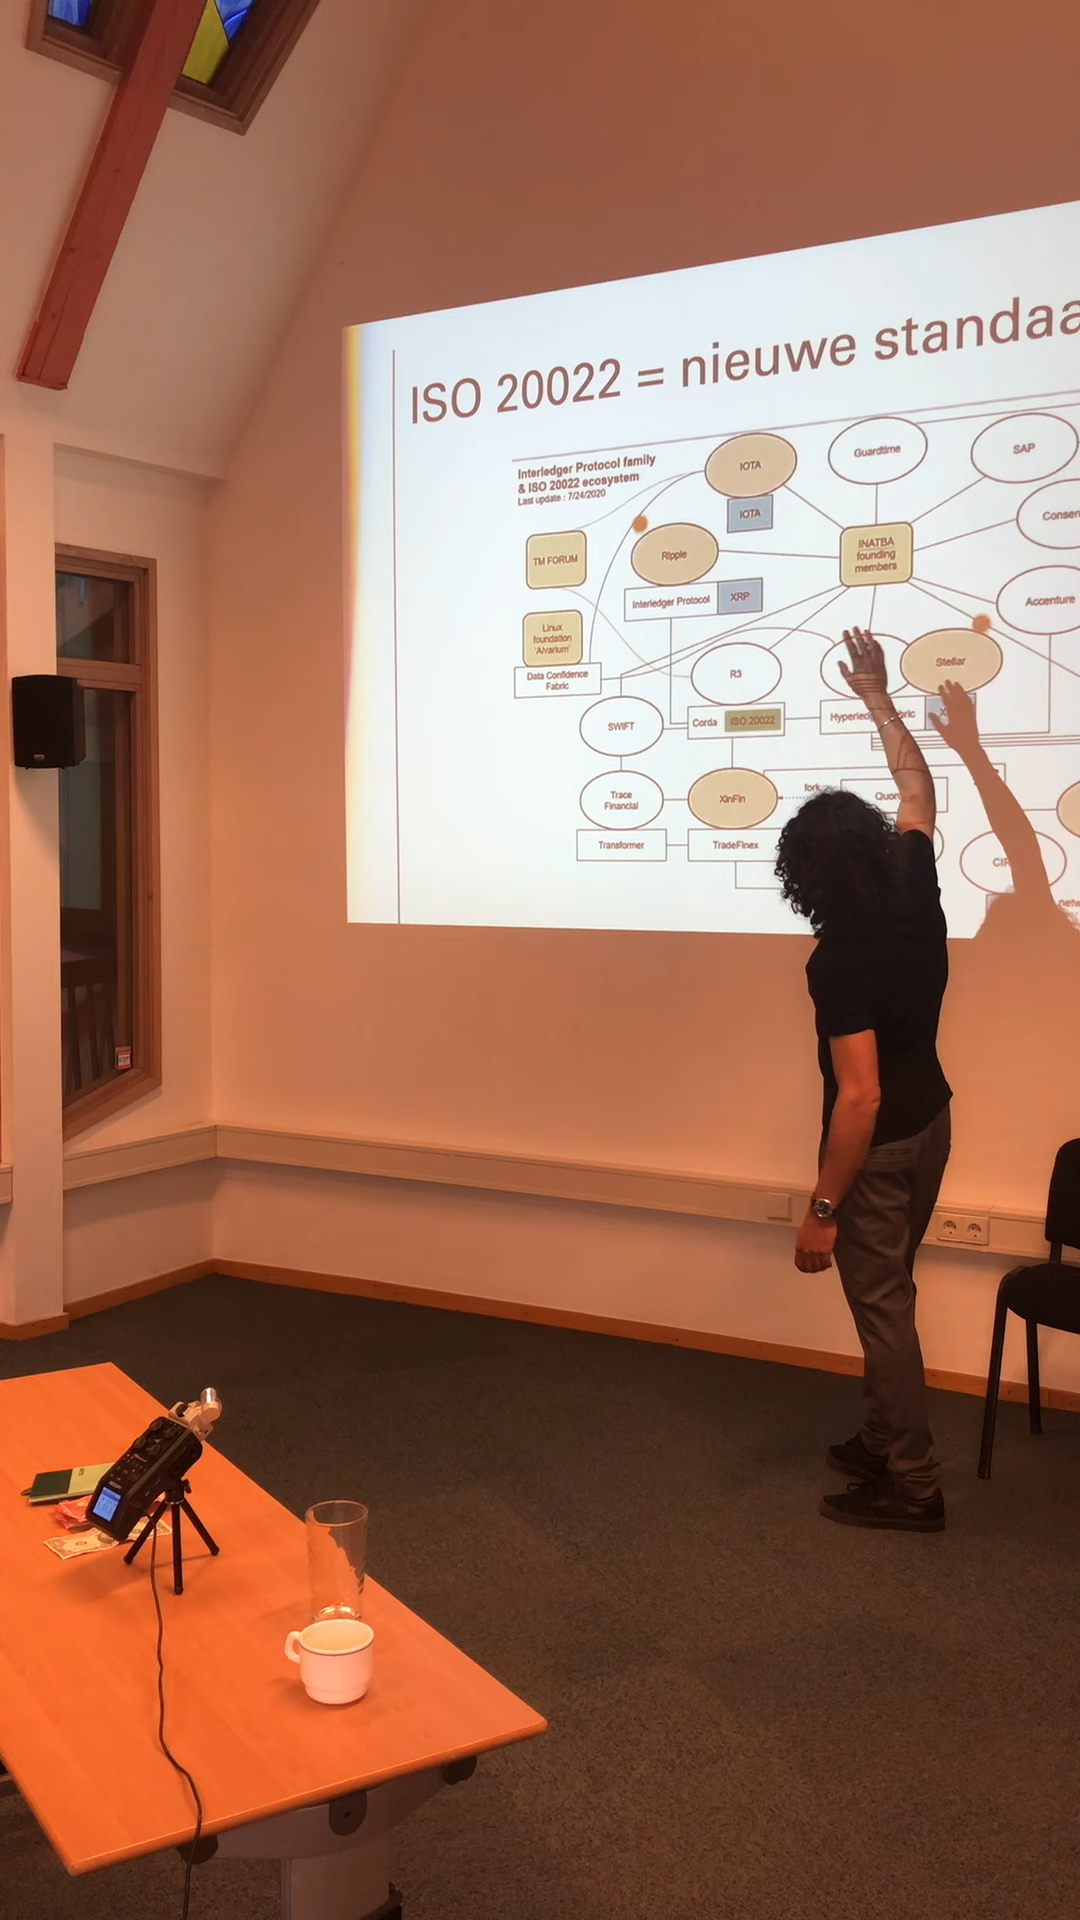 ISO 20022 = nieuwe standaa
Interledger Protocol family
& ISO 20022 ecosystem
Last update : 7/24/2020
IOTA
IOTA
Guardtime
SAP
Consen
TM FORUM
Ripple
INATBA
founding
members
Interledger Protocol
XRP
Accenture
Linux
foundation
'Alvarium'
Data Confidence
Fabric
R3
Stellar
SWIFT
Corda
ISO 20022
Trace
Financial
XinFin
fork
Transformer
TradeFinex